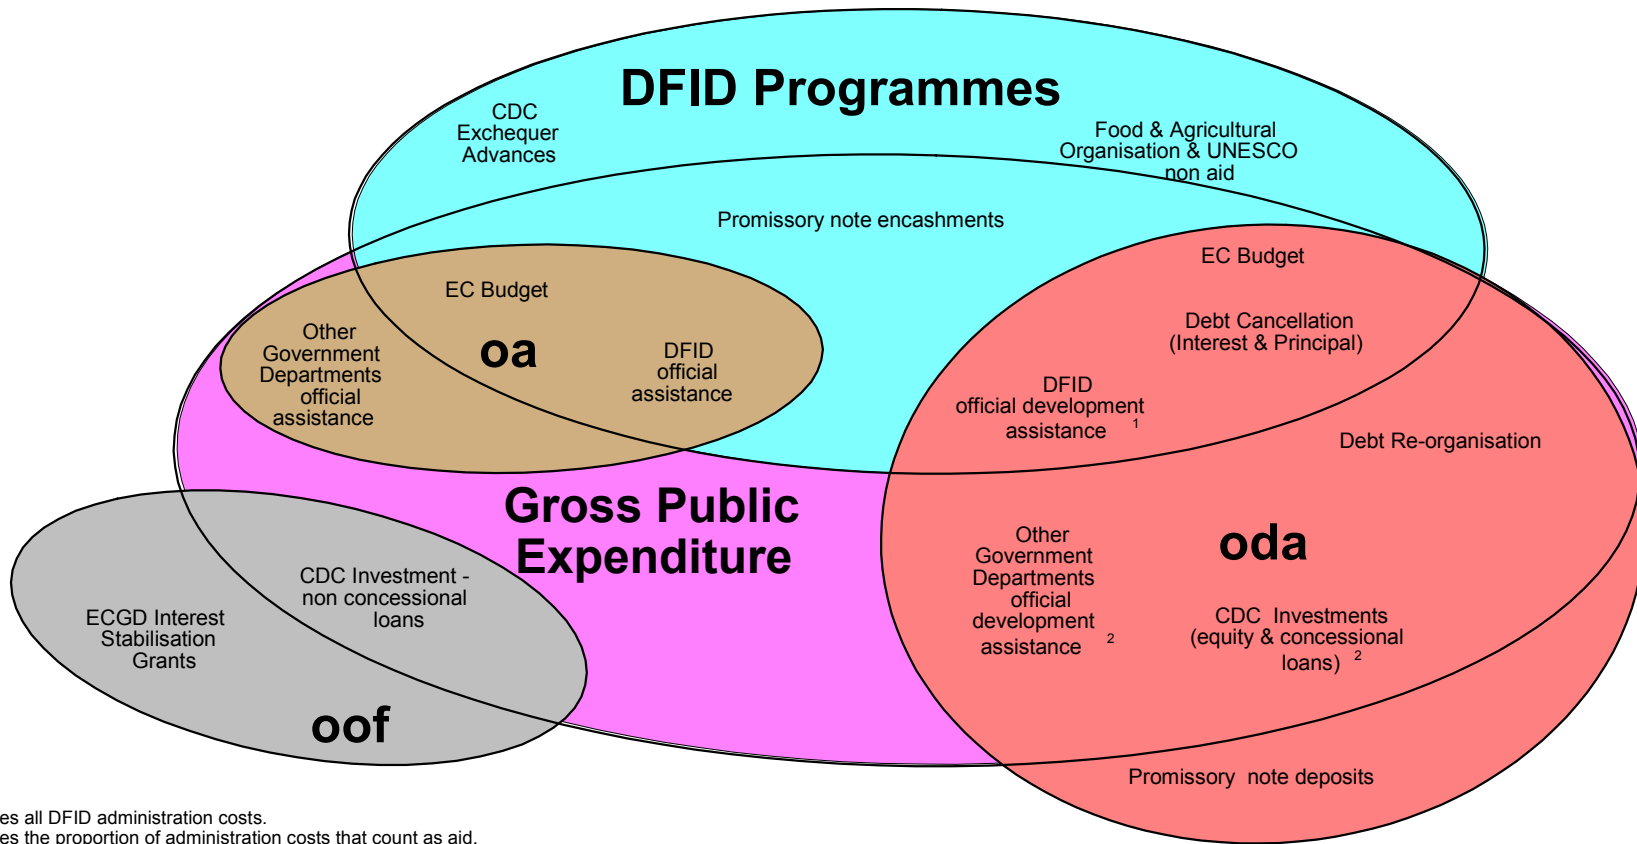 DFID Programmes
CDC
Exchequer
Advances
Food & Agricultural
Organisation & UNESCO
non aid
Promissory note encashments
EC Budget
Other
Government
Departments
official
assistance
oa
DFID
official
assistance
EC Budget
Debt Cancellation
(Interest & Principal)
DFID
official development
assistance 1
Debt Re-organisation
Gross Public
Expenditure
Other
Government
Departments
official
development
assistance 2
oda
CDC Investments
(equity & concessional
loans) 2
CDC Investment -
non concessional
loans
ECGD Interest
Stabilisation
Grants
oof
Promissory note deposits
es all DFID administration costs.
es the proportion of administration costs that count as aid.